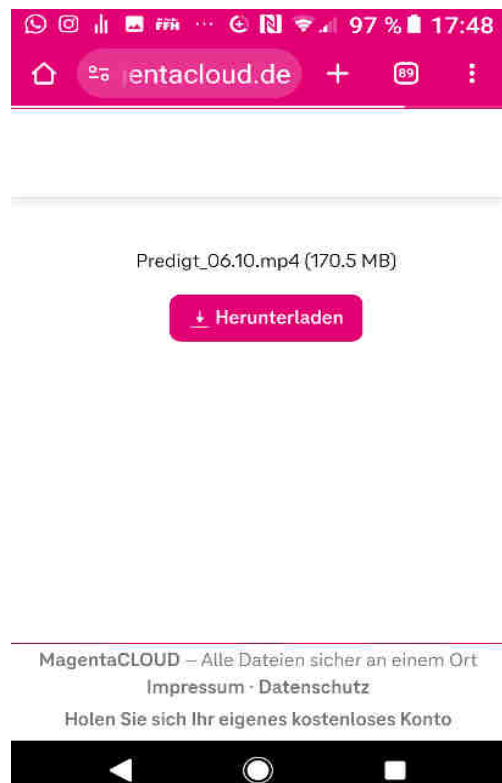 FFH ··· 97 % 17:48
entacloud.de + 89
Predigt_06.10.mp4 (170.5 MB)
Herunterladen
MagentaCLOUD – Alle Dateien sicher an einem Ort
Impressum · Datenschutz
Holen Sie sich Ihr eigenes kostenloses Konto